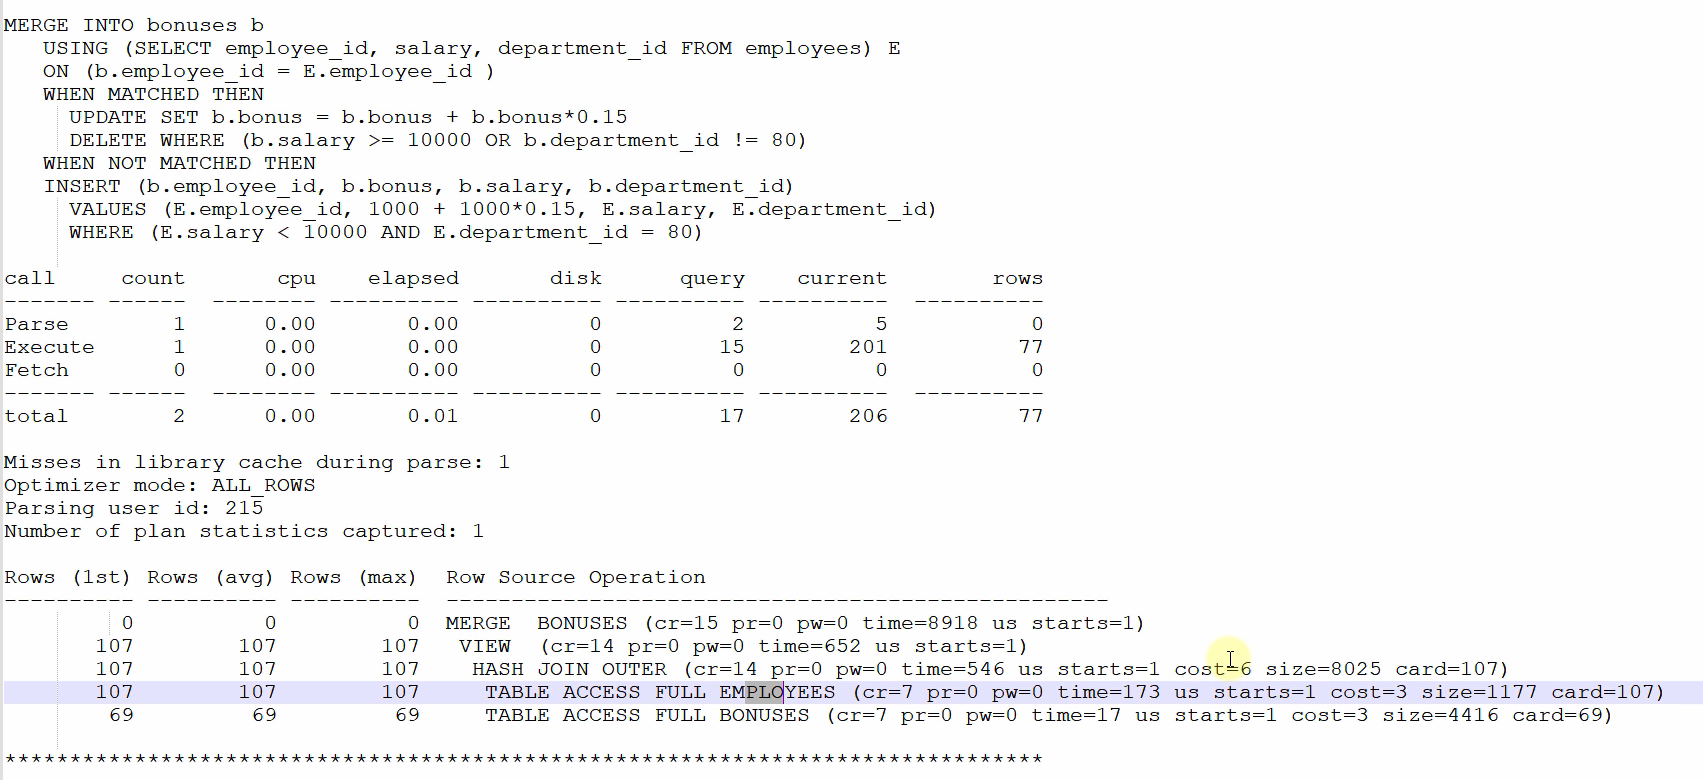 MERGE INTO bonuses b
   USING (SELECT employee_id, salary, department_id FROM employees) E
   ON (b.employee_id = E.employee_id )
   WHEN MATCHED THEN
     UPDATE SET b.bonus = b.bonus + b.bonus*0.15
     DELETE WHERE (b.salary >= 10000 OR b.department_id != 80)
   WHEN NOT MATCHED THEN
   INSERT (b.employee_id, b.bonus, b.salary, b.department_id)
     VALUES (E.employee_id, 1000 + 1000*0.15, E.salary, E.department_id)
     WHERE (E.salary < 10000 AND E.department_id = 80)
call     count       cpu    elapsed       disk      query    current        rows
------- ------  -------- ---------- ---------- ---------- ----------  ----------
Parse        1      0.00       0.00          0          2          5           0
Execute      1      0.00       0.00          0         15        201          77
Fetch        0      0.00       0.00          0          0          0           0
------- ------  -------- ---------- ---------- ---------- ----------  ----------
total        2      0.00       0.01          0         17        206          77
Misses in library cache during parse: 1
Optimizer mode: ALL_ROWS
Parsing user id: 215
Number of plan statistics captured: 1
Rows (1st) Rows (avg) Rows (max)  Row Source Operation
---------- ---------- ----------  ---------------------------------------------------
         0          0          0  MERGE  BONUSES (cr=15 pr=0 pw=0 time=8918 us starts=1)
       107        107        107   VIEW  (cr=14 pr=0 pw=0 time=652 us starts=1)
       107        107        107    HASH JOIN OUTER (cr=14 pr=0 pw=0 time=546 us starts=1 cost=6 size=8025 card=107)
       107        107        107     TABLE ACCESS FULL EMPLOYEES (cr=7 pr=0 pw=0 time=173 us starts=1 cost=3 size=1177 card=107)
        69         69         69     TABLE ACCESS FULL BONUSES (cr=7 pr=0 pw=0 time=17 us starts=1 cost=3 size=4416 card=69)
********************************************************************************